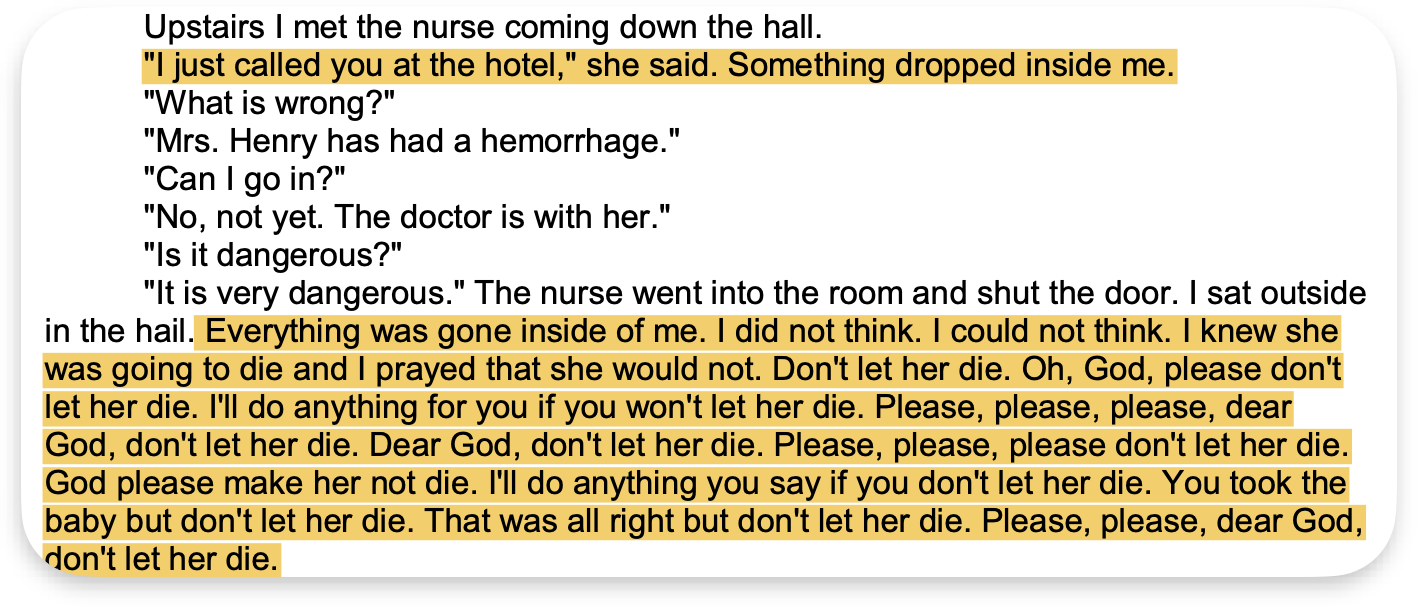 Upstairs I met the nurse coming down the hall.
"I just called you at the hotel," she said. Something dropped inside me.
"What is wrong?"
"Mrs. Henry has had a hemorrhage."
"Can I go in?"
"No, not yet. The doctor is with her."
"Is it dangerous?"
"It is very dangerous." The nurse went into the room and shut the door. I sat outside
in the hail. Everything was gone inside of me. I did not think. I could not think. I knew she
was going to die and I prayed that she would not. Don't let her die. Oh, God, please don't
let her die. I'll do anything for you if you won't let her die. Please, please, please, dear
God, don't let her die. Dear God, don't let her die. Please, please, please don't let her die.
God please make her not die. I'll do anything you say if you don't let her die. You took the
baby but don't let her die. That was all right but don't let her die. Please, please, dear God,
don't let her die.